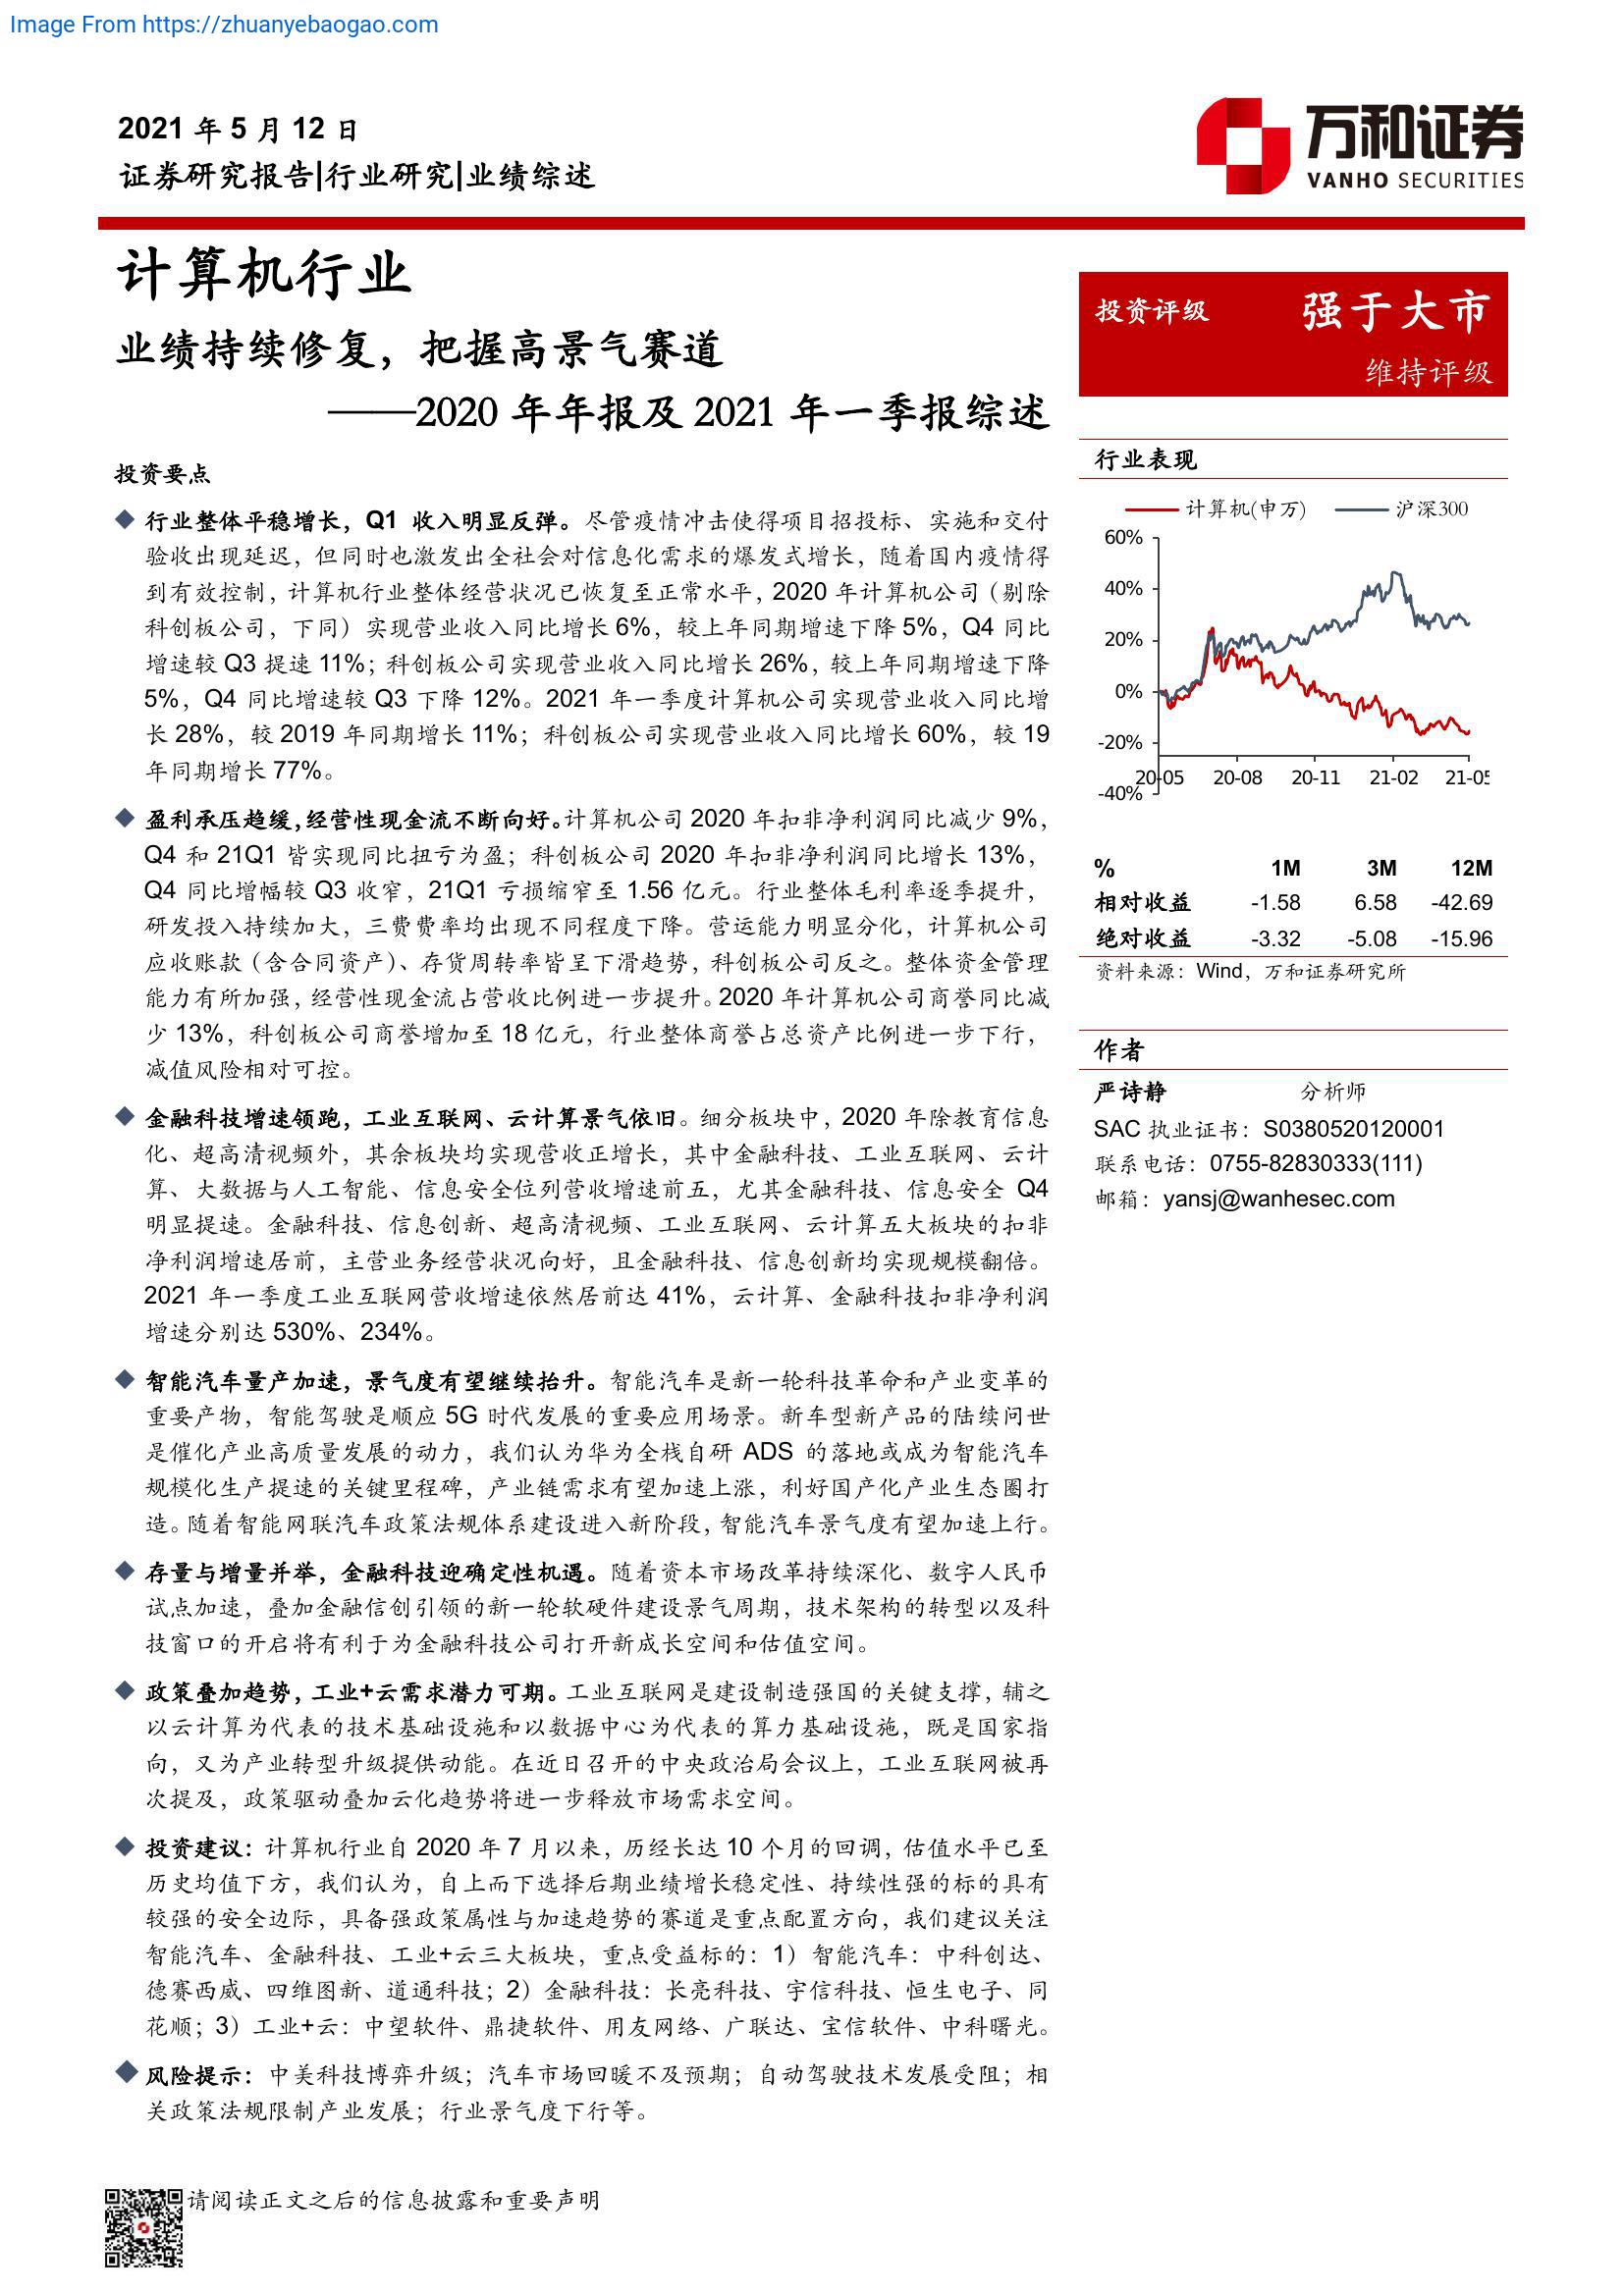 Image From https://zhuanyebaogao.com
2021 年 5 月 12 日
证券研究报告|行业研究|业绩综述
万和证券
VANHO SECURITIES
计算机行业
业绩持续修复，把握高景气赛道
——2020 年年报及 2021 年一季报综述
投资要点
◆ 行业整体平稳增长，Q1 收入明显反弹。尽管疫情冲击使得项目招投标、实施和交付
验收出现延迟，但同时也激发出全社会对信息化需求的爆发式增长，随着国内疫情得
到有效控制，计算机行业整体经营状况已恢复至正常水平，2020 年计算机公司（剔除
科创板公司，下同）实现营业收入同比增长 6%，较上年同期增速下降 5%，Q4 同比
增速较 Q3 提速 11%；科创板公司实现营业收入同比增长 26%，较上年同期增速下降
5%，Q4 同比增速较 Q3 下降 12%。2021 年一季度计算机公司实现营业收入同比增
长 28%，较 2019 年同期增长 11%；科创板公司实现营业收入同比增长 60%，较 19
年同期增长 77%。
◆ 盈利承压趋缓，经营性现金流不断向好。计算机公司 2020 年扣非净利润同比减少 9%，
Q4 和 21Q1 皆实现同比扭亏为盈；科创板公司 2020 年扣非净利润同比增长 13%，
Q4 同比增幅较 Q3 收窄，21Q1 亏损缩窄至 1.56 亿元。行业整体毛利率逐季提升，
研发投入持续加大，三费费率均出现不同程度下降。营运能力明显分化，计算机公司
应收账款（含合同资产）、存货周转率皆呈下滑趋势，科创板公司反之。整体资金管理
能力有所加强，经营性现金流占营收比例进一步提升。2020 年计算机公司商誉同比减
少 13%，科创板公司商誉增加至 18 亿元，行业整体商誉占总资产比例进一步下行，
减值风险相对可控。
◆ 金融科技增速领跑，工业互联网、云计算景气依旧。细分板块中，2020 年除教育信息
化、超高清视频外，其余板块均实现营收正增长，其中金融科技、工业互联网、云计
算、大数据与人工智能、信息安全位列营收增速前五，尤其金融科技、信息安全 Q4
明显提速。金融科技、信息创新、超高清视频、工业互联网、云计算五大板块的扣非
净利润增速居前，主营业务经营状况向好，且金融科技、信息创新均实现规模翻倍。
2021 年一季度工业互联网营收增速依然居前达 41%，云计算、金融科技扣非净利润
增速分别达 530%、234%。
◆ 智能汽车量产加速，景气度有望继续抬升。智能汽车是新一轮科技革命和产业变革的
重要产物，智能驾驶是顺应 5G 时代发展的重要应用场景。新车型新产品的陆续问世
是催化产业高质量发展的动力，我们认为华为全栈自研 ADS 的落地或成为智能汽车
规模化生产提速的关键里程碑，产业链需求有望加速上涨，利好国产化产业生态圈打
造。随着智能网联汽车政策法规体系建设进入新阶段，智能汽车景气度有望加速上行。
◆ 存量与增量并举，金融科技迎确定性机遇。随着资本市场改革持续深化、数字人民币
试点加速，叠加金融信创引领的新一轮软硬件建设景气周期，技术架构的转型以及科
技窗口的开启将有利于为金融科技公司打开新成长空间和估值空间。
◆ 政策叠加趋势，工业+云需求潜力可期。工业互联网是建设制造强国的关键支撑，辅之
以云计算为代表的技术基础设施和以数据中心为代表的算力基础设施，既是国家指
向，又为产业转型升级提供动能。在近日召开的中央政治局会议上，工业互联网被再
次提及，政策驱动叠加云化趋势将进一步释放市场需求空间。
◆ 投资建议：计算机行业自 2020 年 7 月以来，历经长达 10 个月的回调，估值水平已至
历史均值下方，我们认为，自上而下选择后期业绩增长稳定性、持续性强的标的具有
较强的安全边际，具备强政策属性与加速趋势的赛道是重点配置方向，我们建议关注
智能汽车、金融科技、工业+云三大板块，重点受益标的：1）智能汽车：中科创达、
德赛西威、四维图新、道通科技；2）金融科技：长亮科技、宇信科技、恒生电子、同
花顺；3）工业+云：中望软件、鼎捷软件、用友网络、广联达、宝信软件、中科曙光。
◆ 风险提示：中美科技博弈升级；汽车市场回暖不及预期；自动驾驶技术发展受阻；相
关政策法规限制产业发展；行业景气度下行等。
投资评级 强于大市
维持评级
行业表现
计算机(申万) 沪深300
60%
40%
20%
0%
-20%
-40%
20-05 20-08 20-11 21-02 21-05
% 1M 3M 12M
相对收益 -1.58 6.58 -42.69
绝对收益 -3.32 -5.08 -15.96
资料来源：Wind，万和证券研究所
作者
严诗静 分析师
SAC 执业证书：S0380520120001
联系电话：0755-82830333(111)
邮箱：yansj@wanhesec.com
请阅读正文之后的信息披露和重要声明